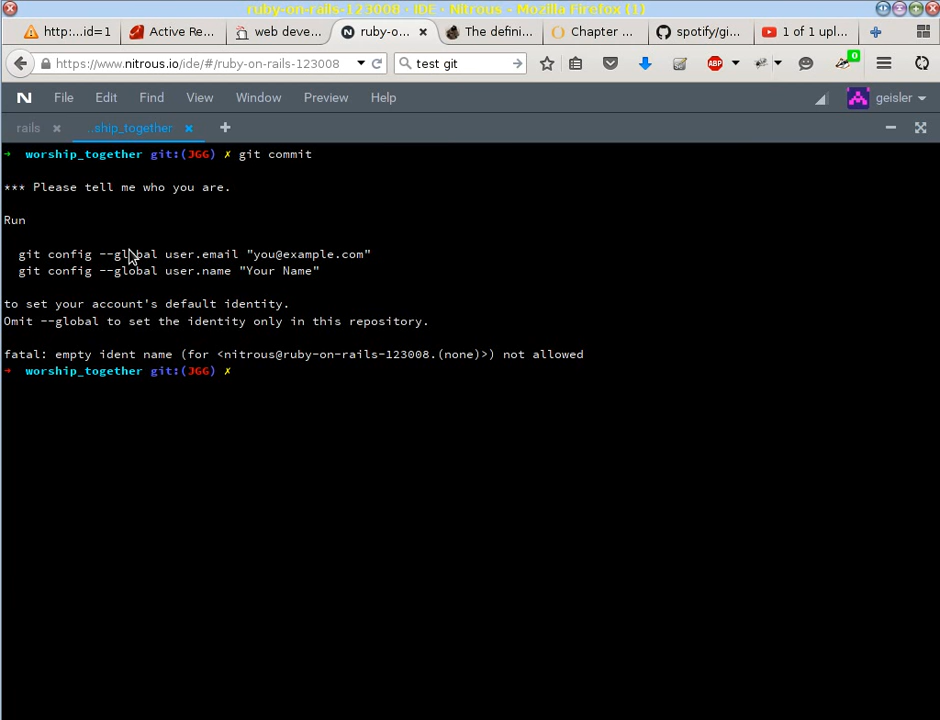 ruby-on-rails-123008 - IDE - Nitrous - Mozilla Firefox (1)
http:...id=1
Active Re...
web deve...
ruby-o...
The defini...
Chapter ...
spotify/gi...
1 of 1 upl...
https://www.nitrous.io/ide/#/ruby-on-rails-123008
test git
ABP
0
N File Edit Find View Window Preview Help geisler
rails
..ship_together
→ worship_together git:(JGG) ✗ git commit
*** Please tell me who you are.
Run
git config --global user.email "you@example.com"
git config --global user.name "Your Name"
to set your account's default identity.
Omit --global to set the identity only in this repository.
fatal: empty ident name (for <nitrous@ruby-on-rails-123008.(none)>) not allowed
→ worship_together git:(JGG) ✗